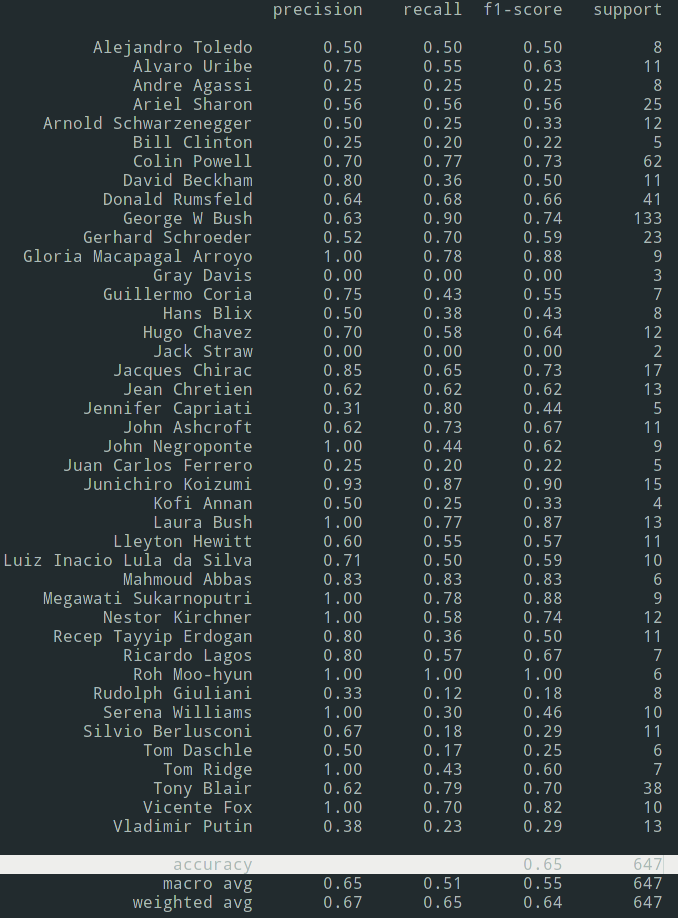 precision recall f1-score support
Alejandro Toledo 0.50 0.50 0.50 8
Alvaro Uribe 0.75 0.55 0.63 11
Andre Agassi 0.25 0.25 0.25 8
Ariel Sharon 0.56 0.56 0.56 25
Arnold Schwarzenegger 0.50 0.25 0.33 12
Bill Clinton 0.25 0.20 0.22 5
Colin Powell 0.70 0.77 0.73 62
David Beckham 0.80 0.36 0.50 11
Donald Rumsfeld 0.64 0.68 0.66 41
George W Bush 0.63 0.90 0.74 133
Gerhard Schroeder 0.52 0.70 0.59 23
Gloria Macapagal Arroyo 1.00 0.78 0.88 9
Gray Davis 0.00 0.00 0.00 3
Guillermo Coria 0.75 0.43 0.55 7
Hans Blix 0.50 0.38 0.43 8
Hugo Chavez 0.70 0.58 0.64 12
Jack Straw 0.00 0.00 0.00 2
Jacques Chirac 0.85 0.65 0.73 17
Jean Chretien 0.62 0.62 0.62 13
Jennifer Capriati 0.31 0.80 0.44 5
John Ashcroft 0.62 0.73 0.67 11
John Negroponte 1.00 0.44 0.62 9
Juan Carlos Ferrero 0.25 0.20 0.22 5
Junichiro Koizumi 0.93 0.87 0.90 15
Kofi Annan 0.50 0.25 0.33 4
Laura Bush 1.00 0.77 0.87 13
Lleyton Hewitt 0.60 0.55 0.57 11
Luiz Inacio Lula da Silva 0.71 0.50 0.59 10
Mahmoud Abbas 0.83 0.83 0.83 6
Megawati Sukarnoputri 1.00 0.78 0.88 9
Nestor Kirchner 1.00 0.58 0.74 12
Recep Tayyip Erdogan 0.80 0.36 0.50 11
Ricardo Lagos 0.80 0.57 0.67 7
Roh Moo-hyun 1.00 1.00 1.00 6
Rudolph Giuliani 0.33 0.12 0.18 8
Serena Williams 1.00 0.30 0.46 10
Silvio Berlusconi 0.67 0.18 0.29 11
Tom Daschle 0.50 0.17 0.25 6
Tom Ridge 1.00 0.43 0.60 7
Tony Blair 0.62 0.79 0.70 38
Vicente Fox 1.00 0.70 0.82 10
Vladimir Putin 0.38 0.23 0.29 13
accuracy 0.65 647
macro avg 0.65 0.51 0.55 647
weighted avg 0.67 0.65 0.64 647